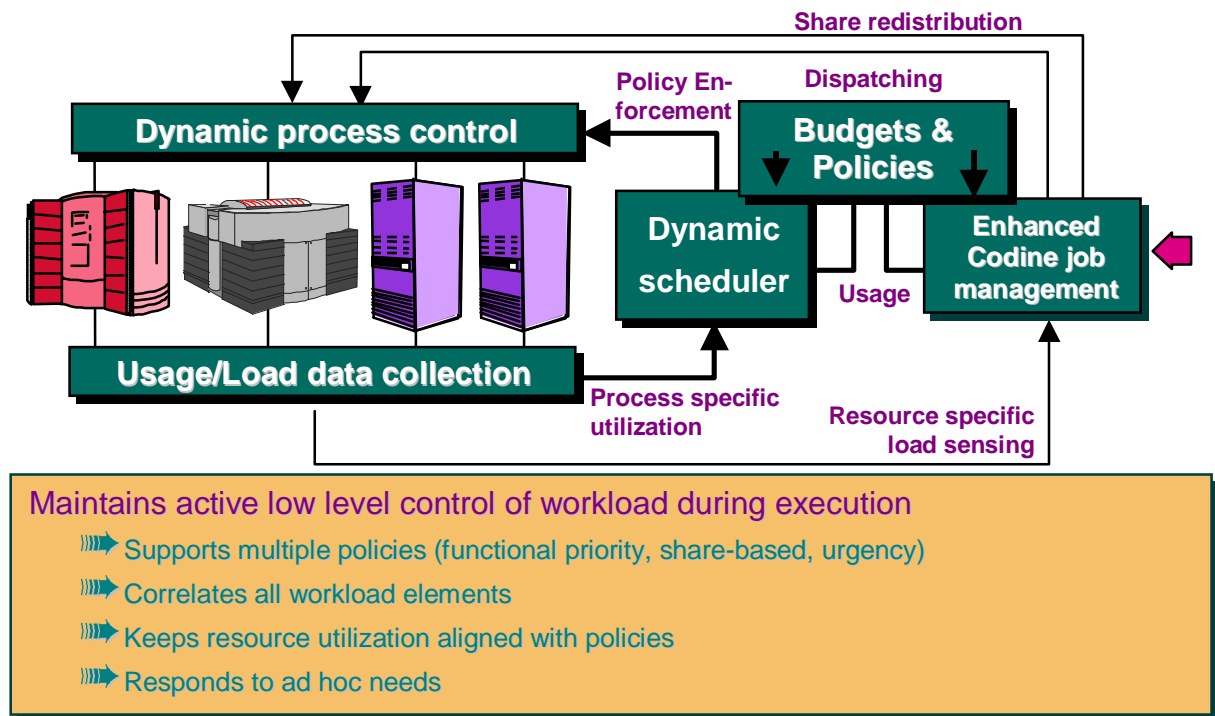 Share redistribution
Policy En-
forcement
Dispatching
Dynamic process control
Budgets &
Policies
Dynamic
scheduler
Enhanced
Codine job
management
Usage
Usage/Load data collection
Process specific
utilization
Resource specific
load sensing
Maintains active low level control of workload during execution
Supports multiple policies (functional priority, share-based, urgency)
Correlates all workload elements
Keeps resource utilization aligned with policies
Responds to ad hoc needs